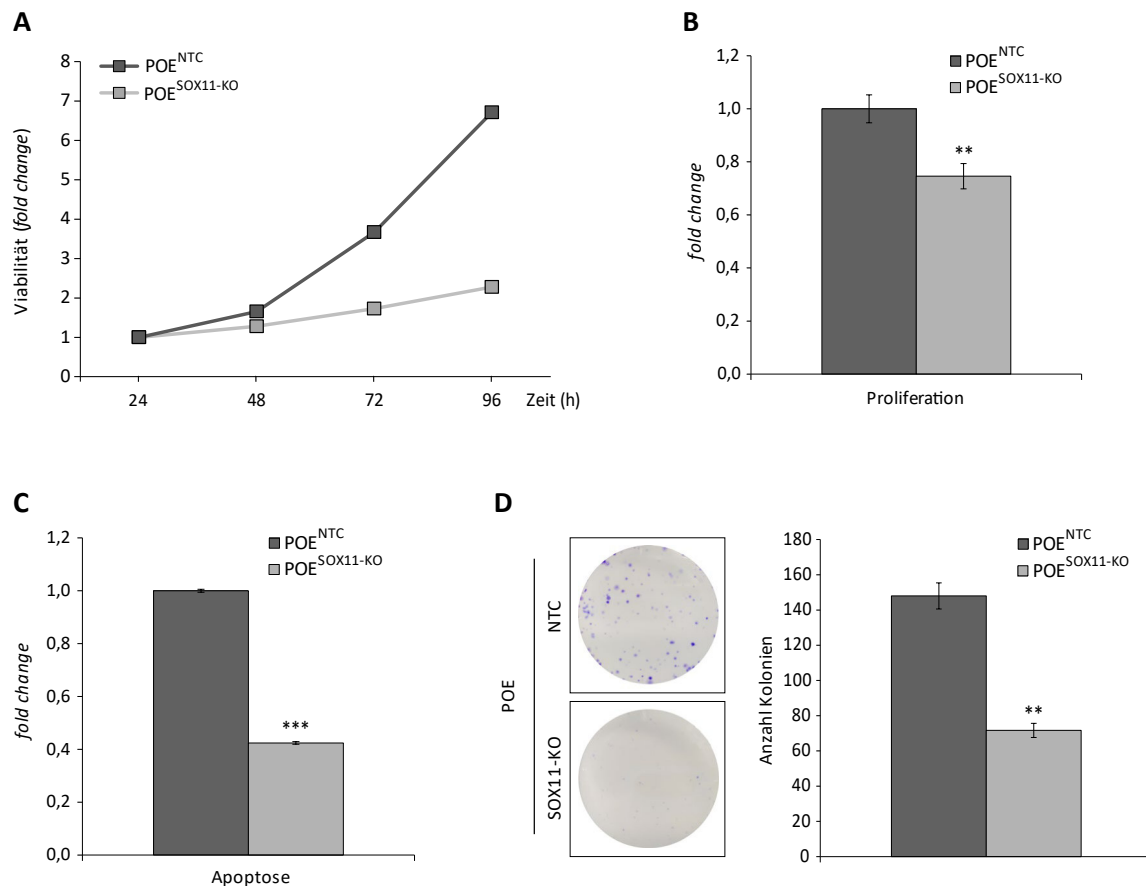 A
Viabilität (fold change)
8
7
6
5
4
3
2
1
0
POE^NTC
POE^SOX11-KO
24 48 72 96 Zeit (h)
B
fold change
1,2
1,0
0,8
0,6
0,4
0,2
0,0
POE^NTC
POE^SOX11-KO
**
Proliferation
C
fold change
1,2
1,0
0,8
0,6
0,4
0,2
0,0
POE^NTC
POE^SOX11-KO
***
Apoptose
D
POE
NTC
SOX11-KO
Anzahl Kolonien
180
160
140
120
100
80
60
40
20
0
POE^NTC
POE^SOX11-KO
**